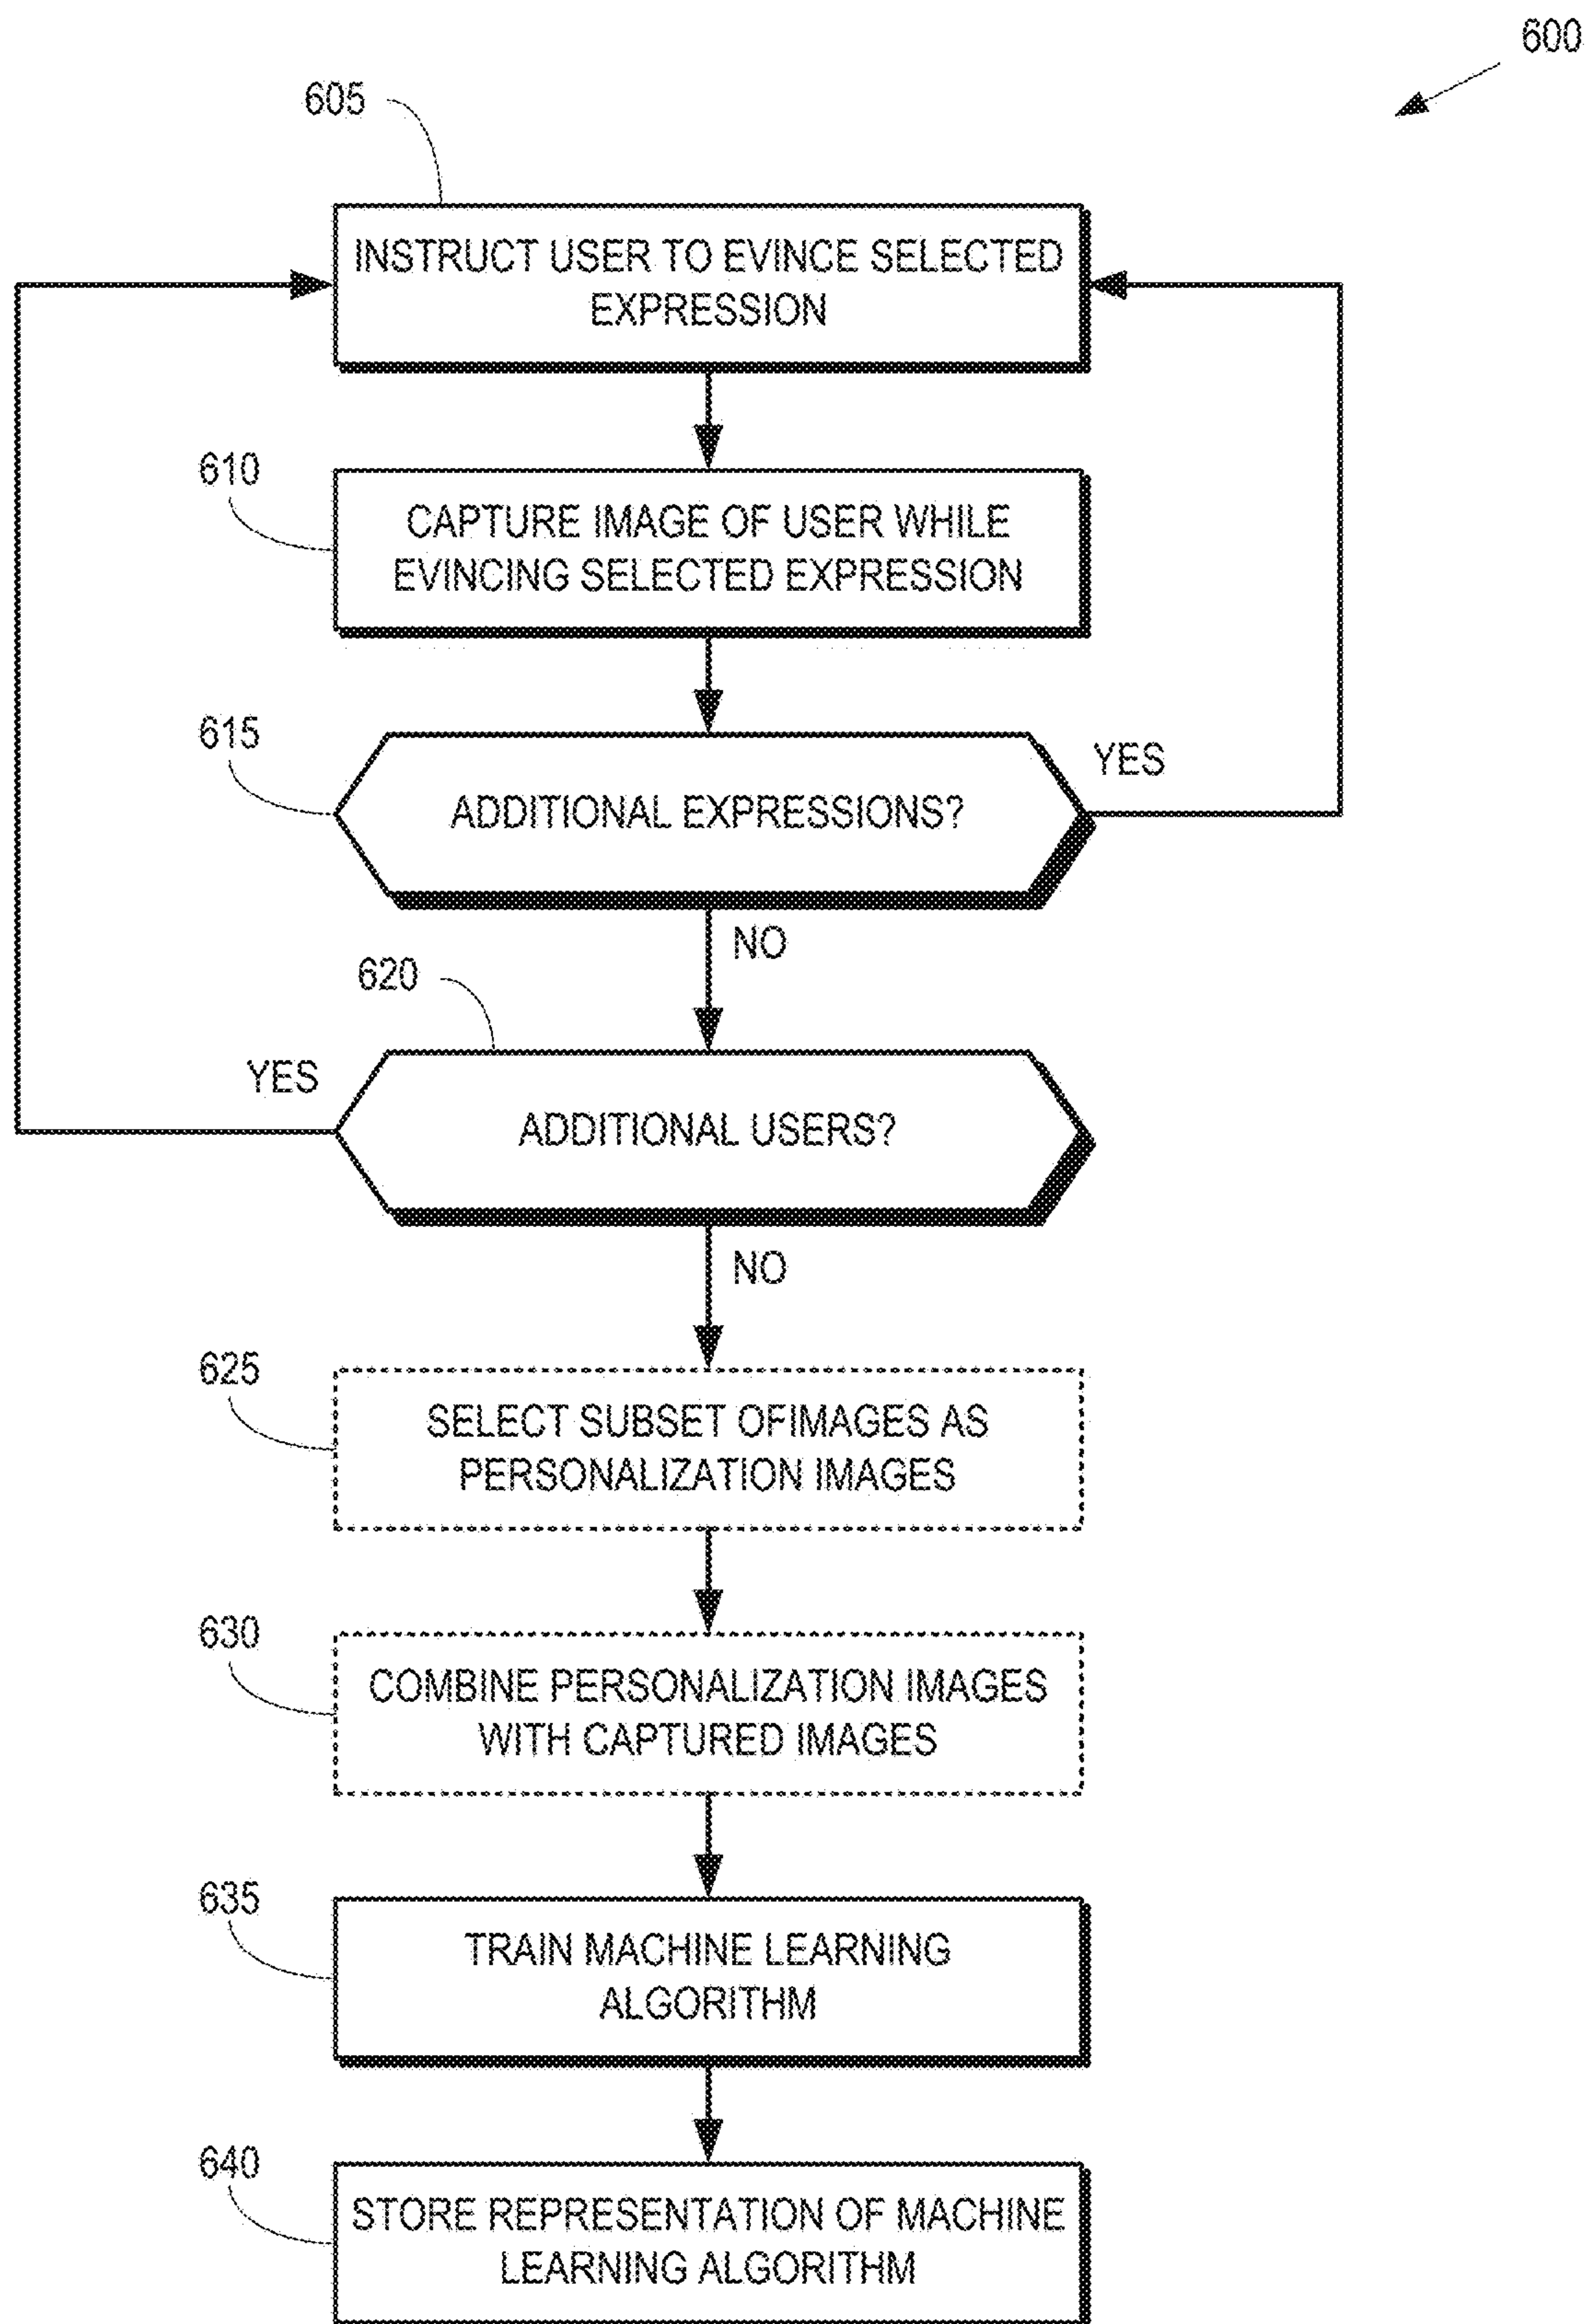 600
605
INSTRUCT USER TO EVINCE SELECTED
EXPRESSION
610
CAPTURE IMAGE OF USER WHILE
EVINCING SELECTED EXPRESSION
615
YES
ADDITIONAL EXPRESSIONS?
NO
620
YES
ADDITIONAL USERS?
NO
625
SELECT SUBSET OFIMAGES AS
PERSONALIZATION IMAGES
630
COMBINE PERSONALIZATION IMAGES
WITH CAPTURED IMAGES
635
TRAIN MACHINE LEARNING
ALGORITHM
640
STORE REPRESENTATION OF MACHINE
LEARNING ALGORITHM